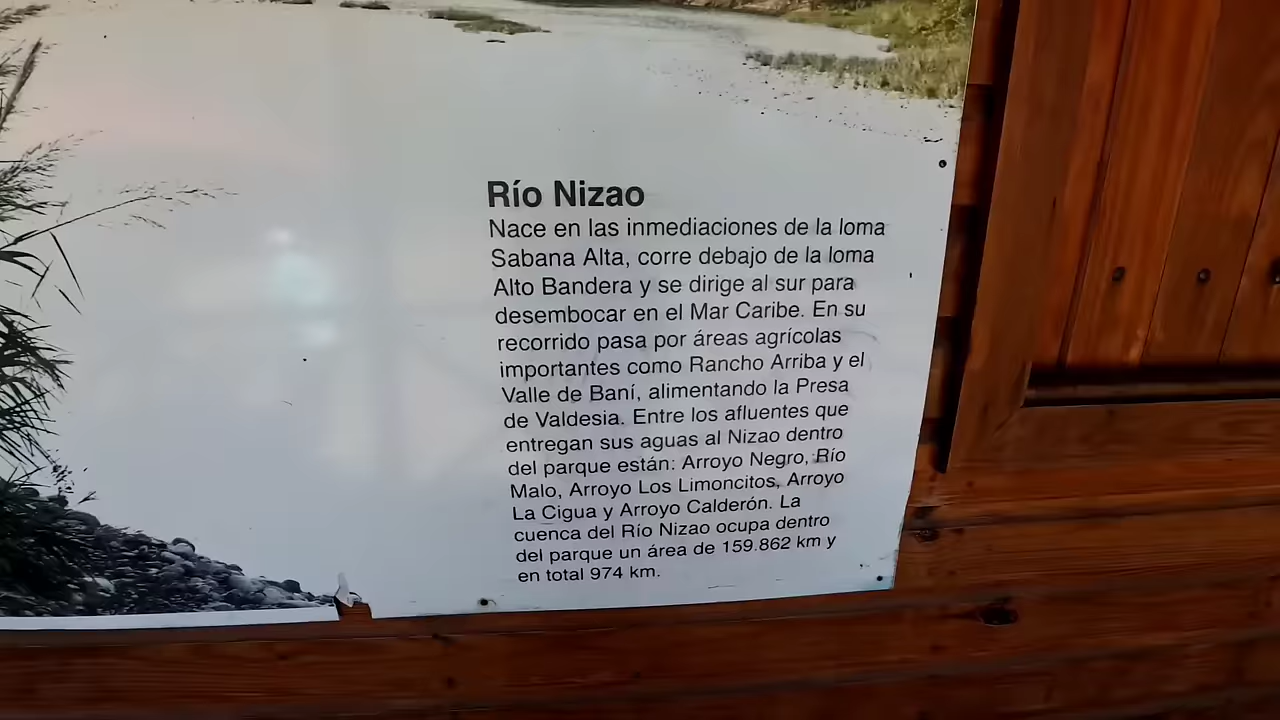 Río Nizao
Nace en las inmediaciones de la loma
Sabana Alta, corre debajo de la loma
Alto Bandera y se dirige al sur para
desembocar en el Mar Caribe. En su
recorrido pasa por áreas agrícolas
importantes como Rancho Arriba y el
Valle de Baní, alimentando la Presa
de Valdesia. Entre los afluentes que
entregan sus aguas al Nizao dentro
del parque están: Arroyo Negro, Río
Malo, Arroyo Los Limoncitos, Arroyo
La Cigua y Arroyo Calderón. La
cuenca del Río Nizao ocupa dentro
del parque un área de 159.862 km y
en total 974 km.